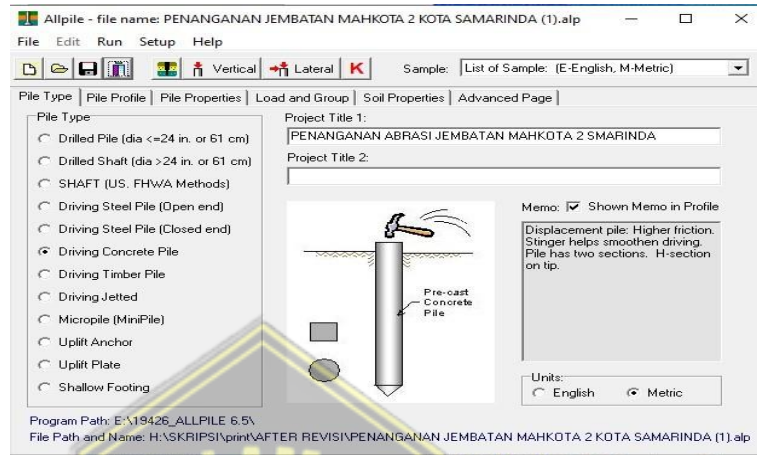 Allpile - file name: PENANGANAN JEMBATAN MAHKOTA 2 KOTA SAMARINDA (1).alp
File Edit Run Setup Help
Vertical Lateral K Sample: List of Sample: (E-English, M-Metric)
Pile Type Pile Profile Pile Properties Load and Group Soil Properties Advanced Page
Pile Type
Drilled Pile (dia <=24 in. or 61 cm)
Drilled Shaft (dia >24 in. or 61 cm)
SHAFT (US. FHWA Methods)
Driving Steel Pile (Open end)
Driving Steel Pile (Closed end)
Driving Concrete Pile
Driving Timber Pile
Driving Jetted
Micropile (MiniPile)
Uplift Anchor
Uplift Plate
Shallow Footing
Project Title 1:
PENANGANAN ABRASI JEMBATAN MAHKOTA 2 SMARINDA
Project Title 2:
Pre-cast
Concrete
Pile
Memo: Shown Memo in Profile
Displacement pile: Higher friction.
Stinger helps smoothen driving.
Pile has two sections. H-section
on tip.
Units:
English Metric
Program Path: E:\19426_ALLPILE 6.5\
File Path and Name: H:\SKRIPSI\print\AFTER REVISI\PENANGANAN JEMBATAN MAHKOTA 2 KOTA SAMARINDA (1).alp